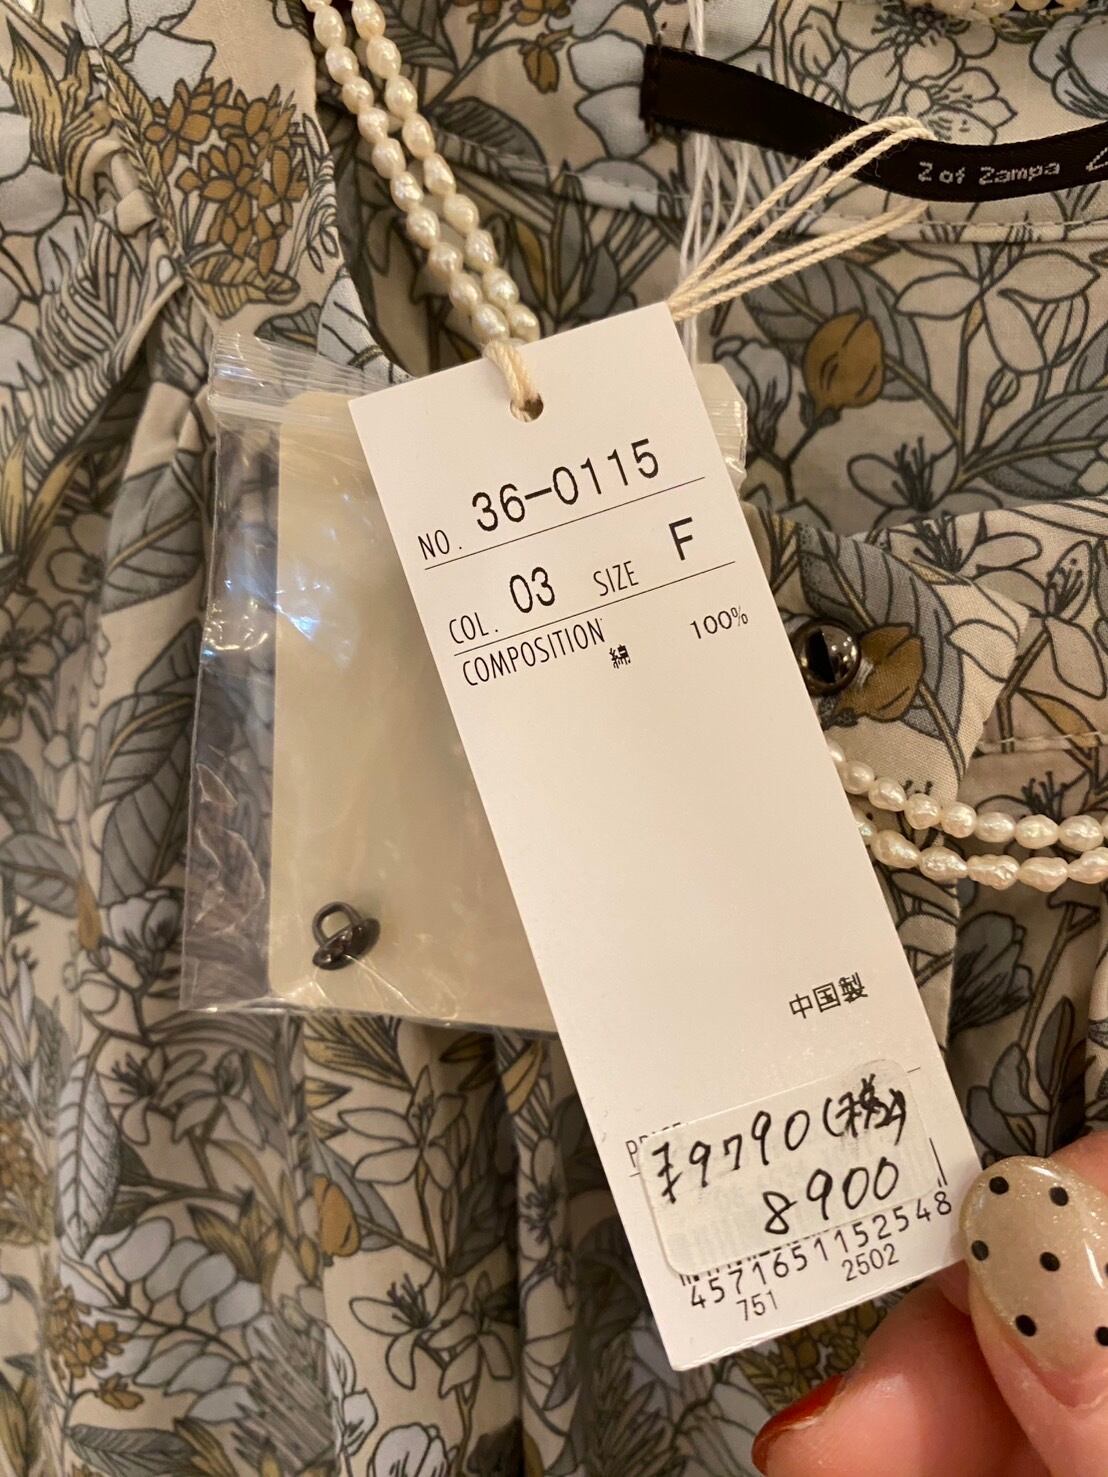 Z of Zampa
NO. 36-0115
COL. 03 SIZE F
COMPOSITION
綿 100%
中国製
¥9790(税込)
8900
4571651152548
751 2502